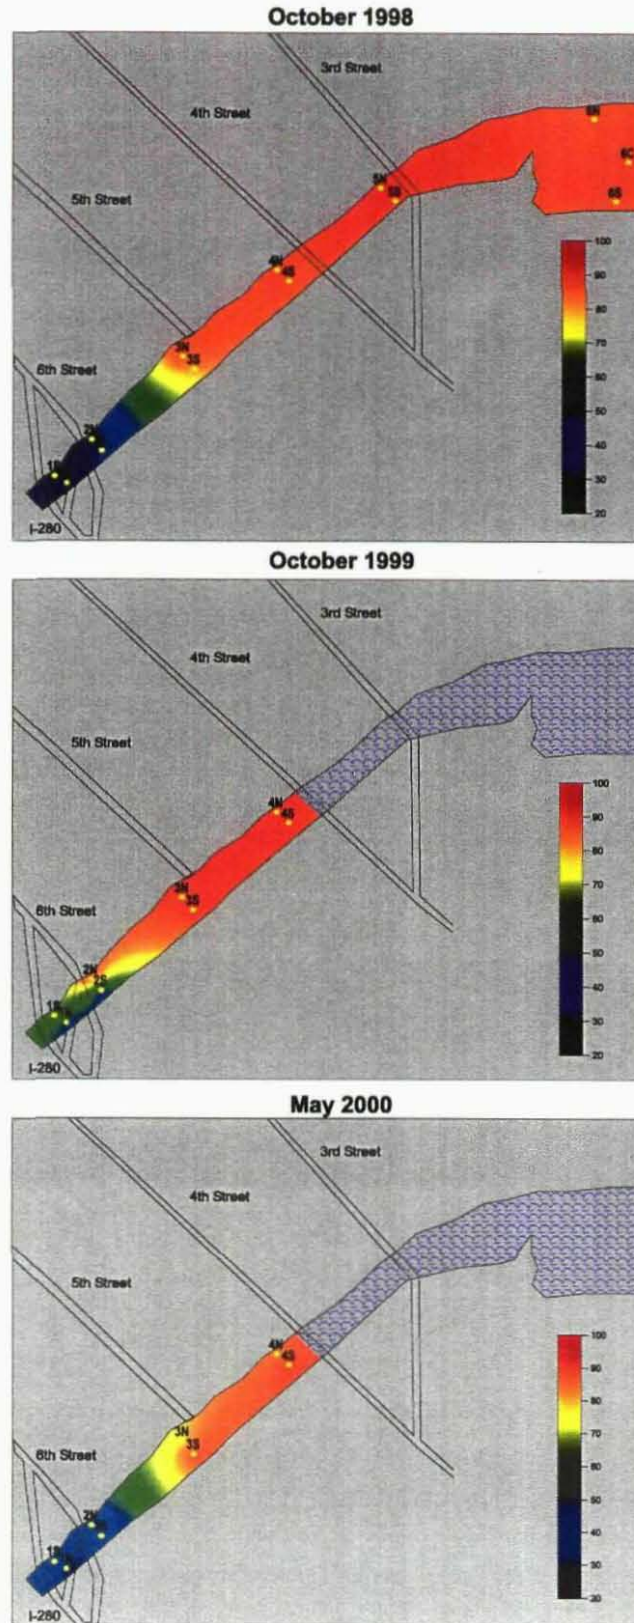 October 1998
3rd Street
4th Street
6N
6C
5N
5S
6S
5th Street
4N
4S
100
90
80
70
60
50
40
30
20
3N
3S
6th Street
2N
I-280
October 1999
3rd Street
4th Street
5th Street
4N
4S
100
90
80
70
60
50
40
30
20
3N
3S
6th Street
2N
2S
I-280
May 2000
3rd Street
4th Street
5th Street
4N
4S
100
90
80
70
60
50
40
30
20
3N
3S
6th Street
I-280